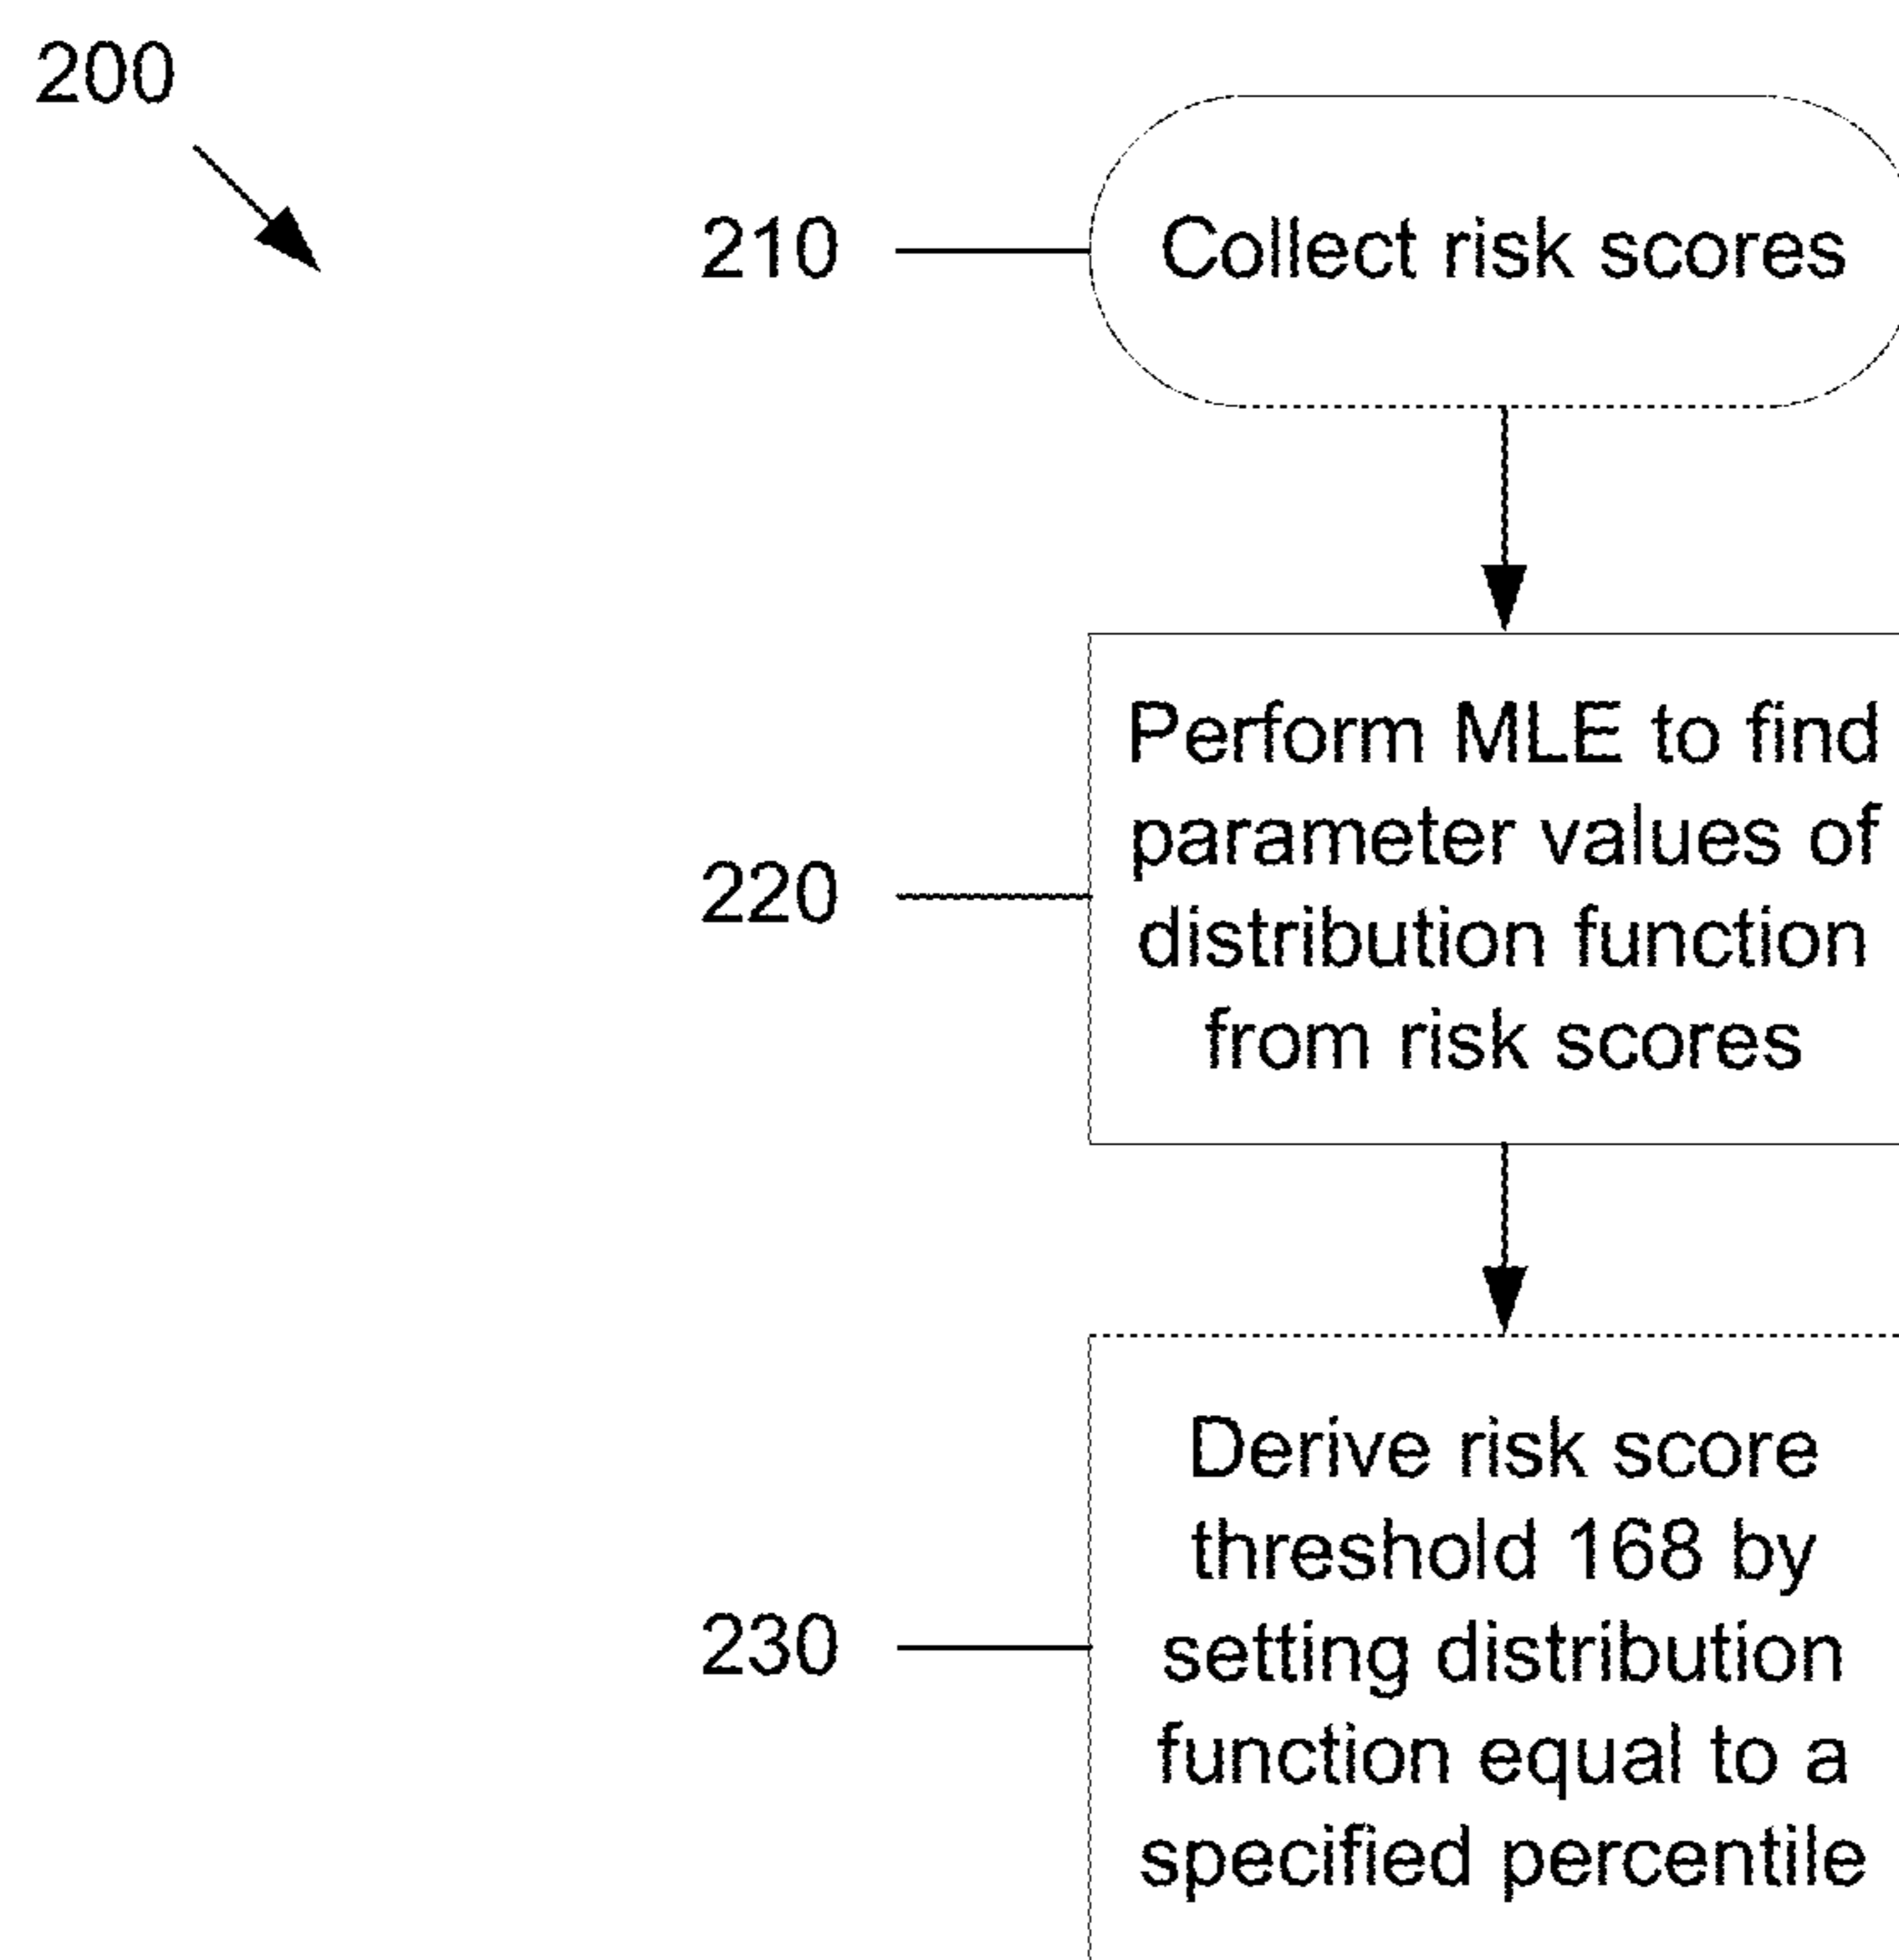 200
210
Collect risk scores
220
Perform MLE to find
parameter values of
distribution function
from risk scores
230
Derive risk score
threshold 168 by
setting distribution
function equal to a
specified percentile